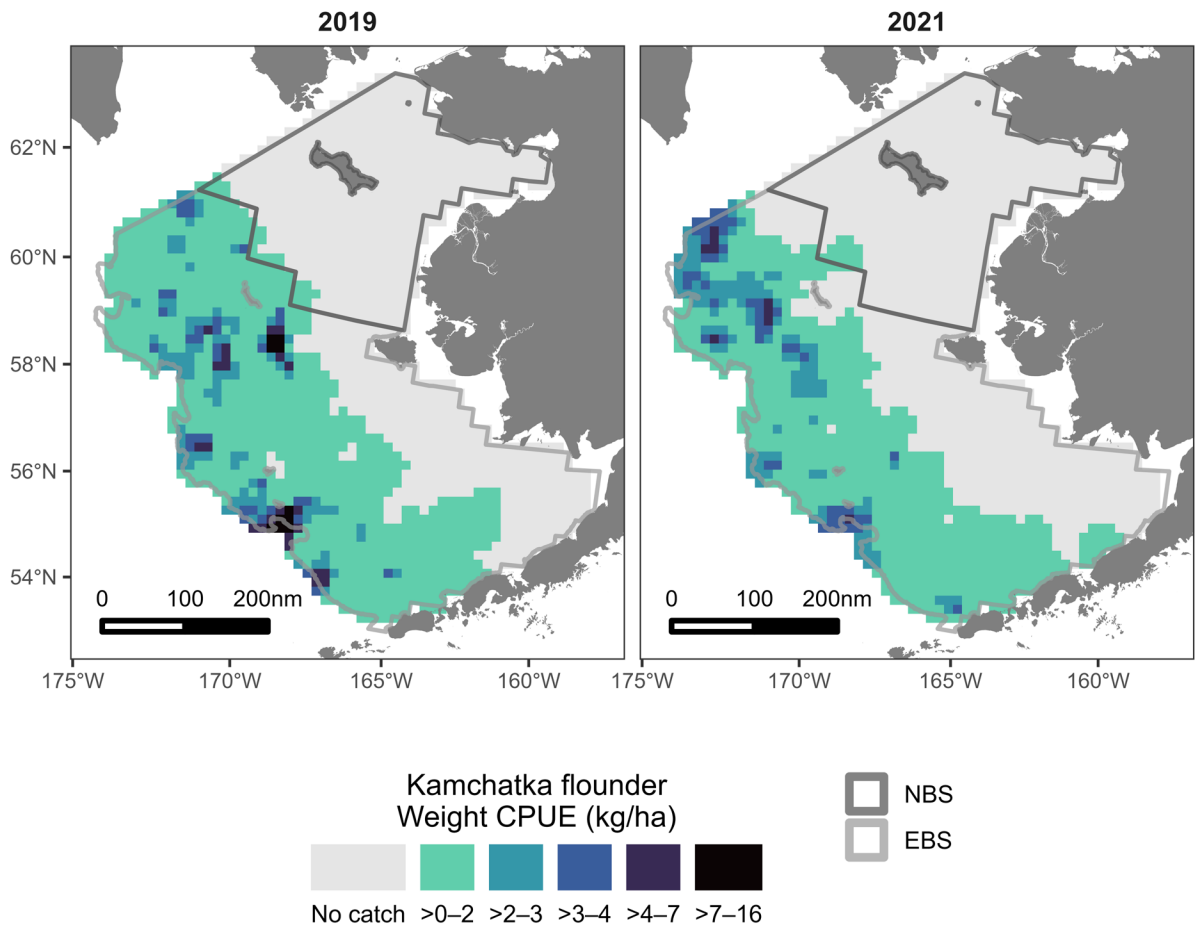 2019
2021
62°N
60°N
58°N
56°N
54°N
0 100 200nm
0 100 200nm
175°W 170°W 165°W 160°W
175°W 170°W 165°W 160°W
Kamchatka flounder
Weight CPUE (kg/ha)
No catch >0–2 >2–3 >3–4 >4–7 >7–16
NBS
EBS